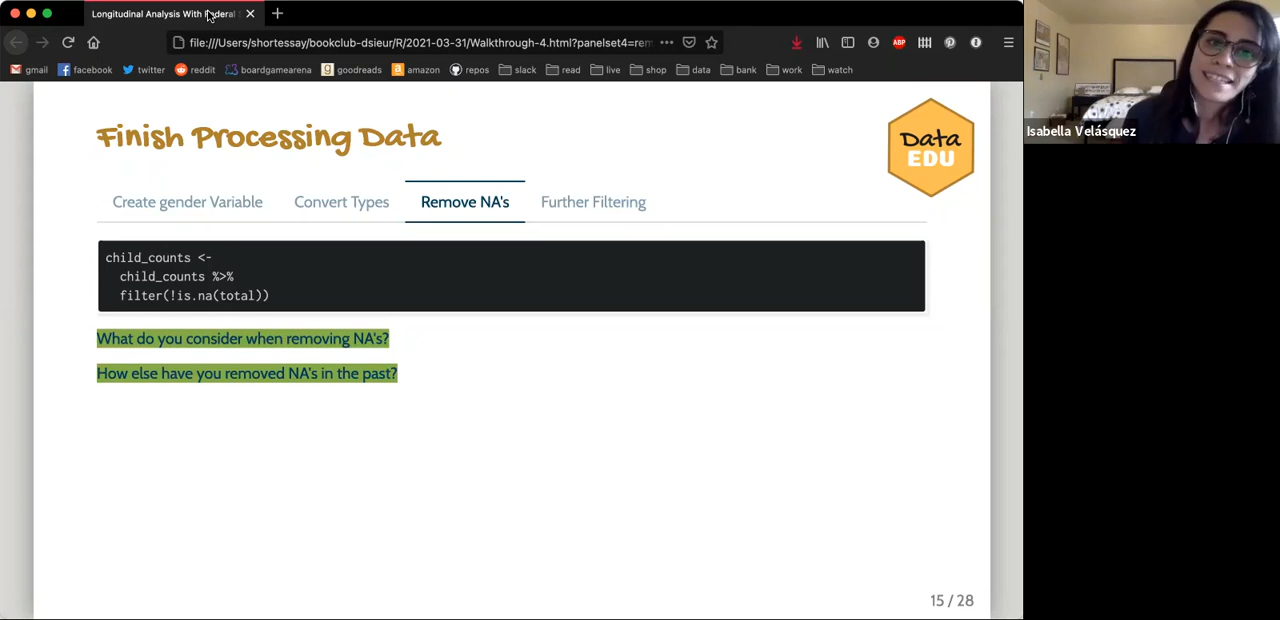 Longitudinal Analysis With Federal
file:///Users/shortessay/bookclub-dsieur/R/2021-03-31/Walkthrough-4.html?panelset4=rem
ABP
gmail facebook twitter reddit boardgamearena goodreads amazon repos slack read live shop data bank work watch
Isabella Velásquez
Finish Processing Data
Data
EDU
Create gender Variable Convert Types Remove NA's Further Filtering
child_counts <-
child_counts %>%
filter(!is.na(total))
What do you consider when removing NA's?
How else have you removed NA's in the past?
15 / 28